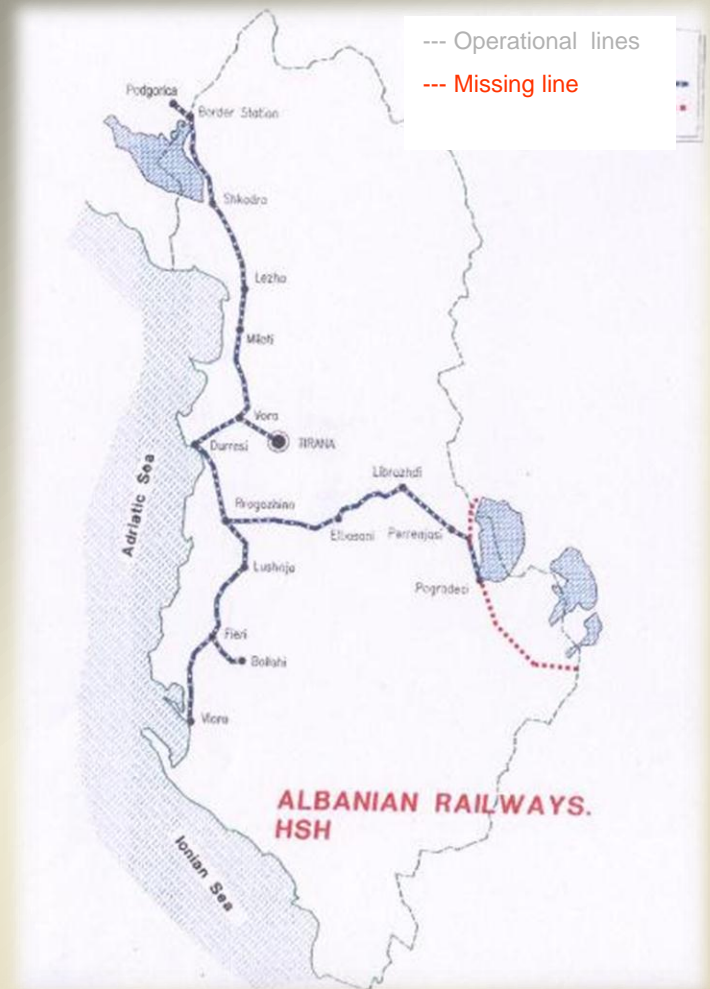 --- Operational lines
--- Missing line
Podgorica
Border Station
Shkodra
Lezha
Miloti
Vora
Durresi
TIRANA
Librazhdi
Rrogozhina
Elbasani
Perrenjasi
Adriatic Sea
Lushnja
Pogradeci
Fieri
Ballshi
Vlora
ALBANIAN RAILWAYS.
HSH
Ionian Sea